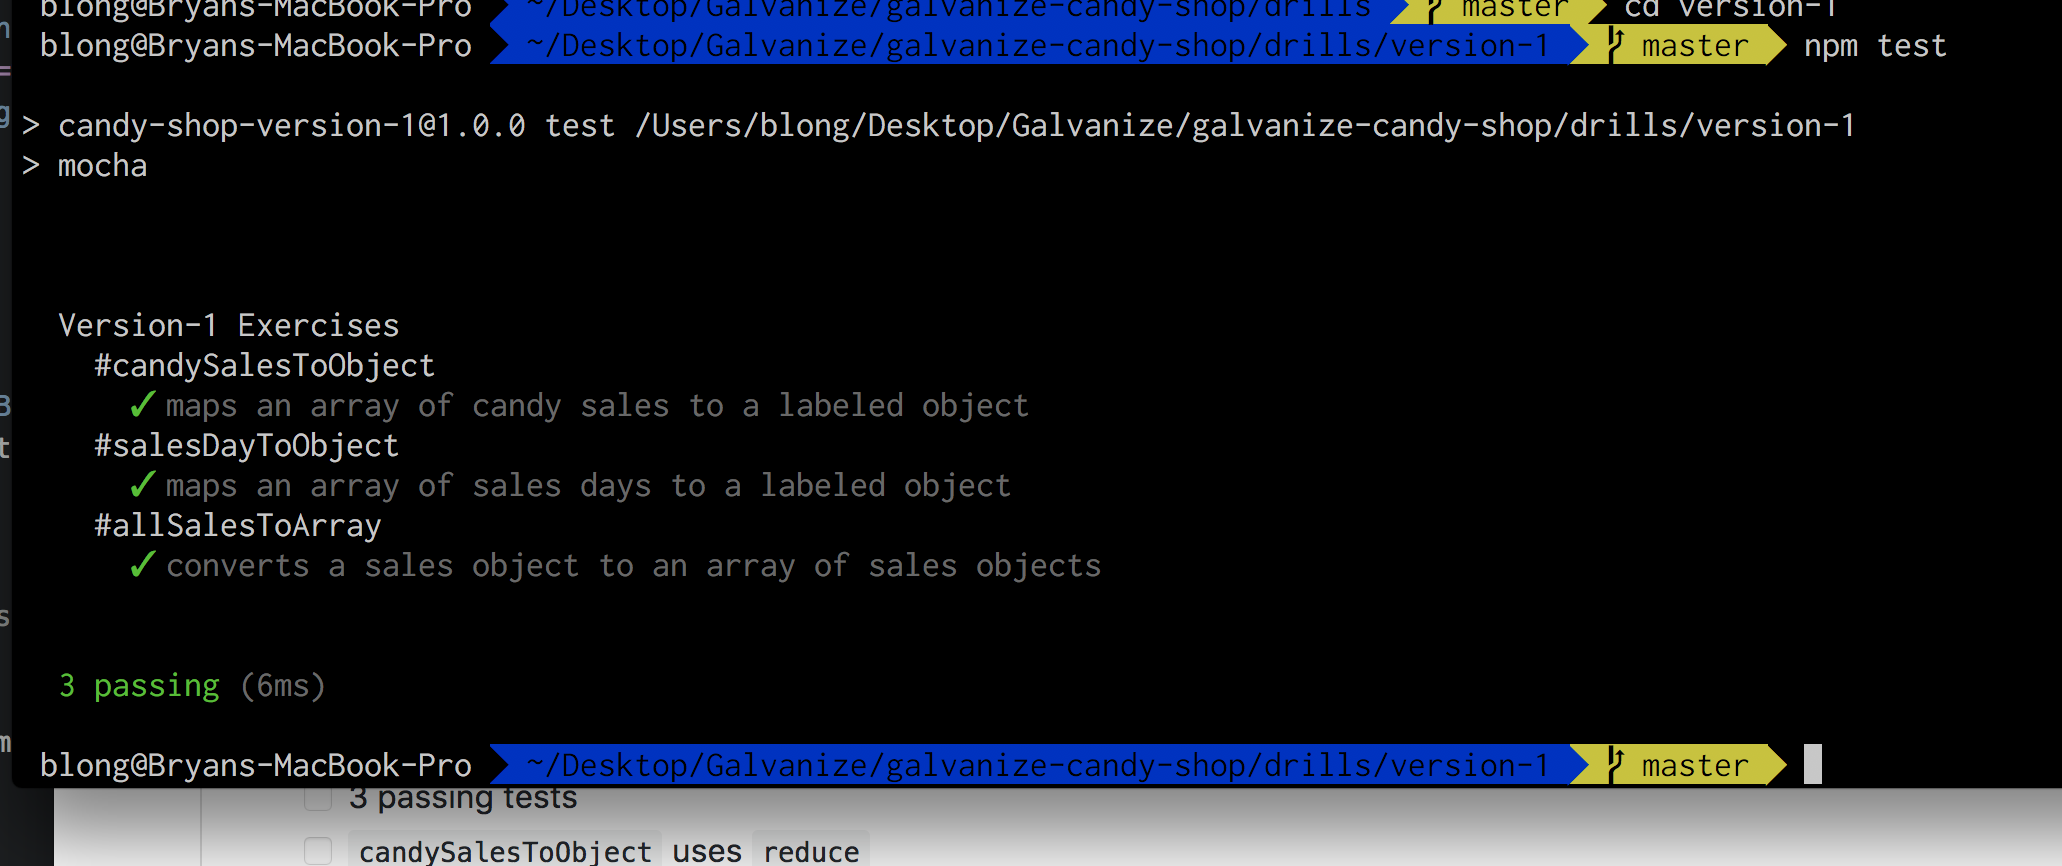 blong@Bryans-MacBook-Pro ~/Desktop/Galvanize/galvanize-candy-shop/drills master cd version-1
blong@Bryans-MacBook-Pro ~/Desktop/Galvanize/galvanize-candy-shop/drills/version-1 master npm test
> candy-shop-version-1@1.0.0 test /Users/blong/Desktop/Galvanize/galvanize-candy-shop/drills/version-1
> mocha
Version-1 Exercises
#candySalesToObject
✓ maps an array of candy sales to a labeled object
#salesDayToObject
✓ maps an array of sales days to a labeled object
#allSalesToArray
✓ converts a sales object to an array of sales objects
3 passing (6ms)
blong@Bryans-MacBook-Pro ~/Desktop/Galvanize/galvanize-candy-shop/drills/version-1 master
3 passing tests
candySalesToObject uses reduce